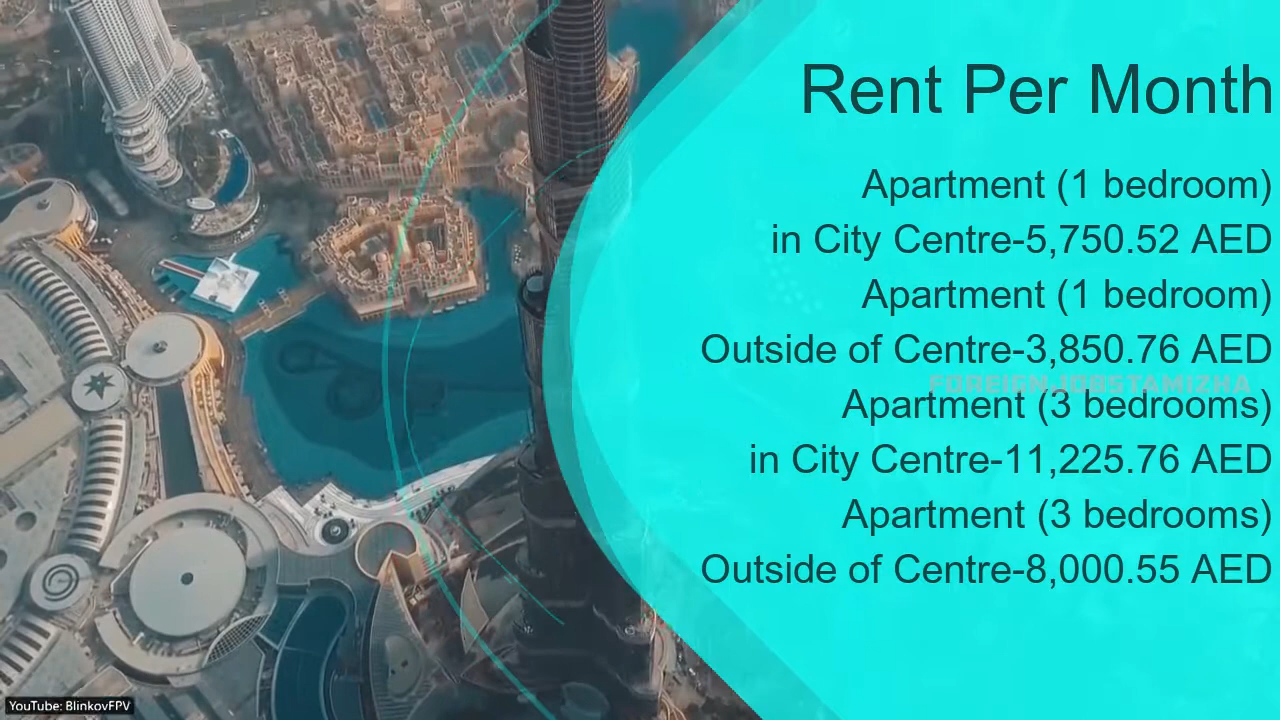 Rent Per Month
Apartment (1 bedroom)
in City Centre-5,750.52 AED
Apartment (1 bedroom)
Outside of Centre-3,850.76 AED
FOREIGNJOBSTAMIZHA
Apartment (3 bedrooms)
in City Centre-11,225.76 AED
Apartment (3 bedrooms)
Outside of Centre-8,000.55 AED
YouTube: BlinkovFPV